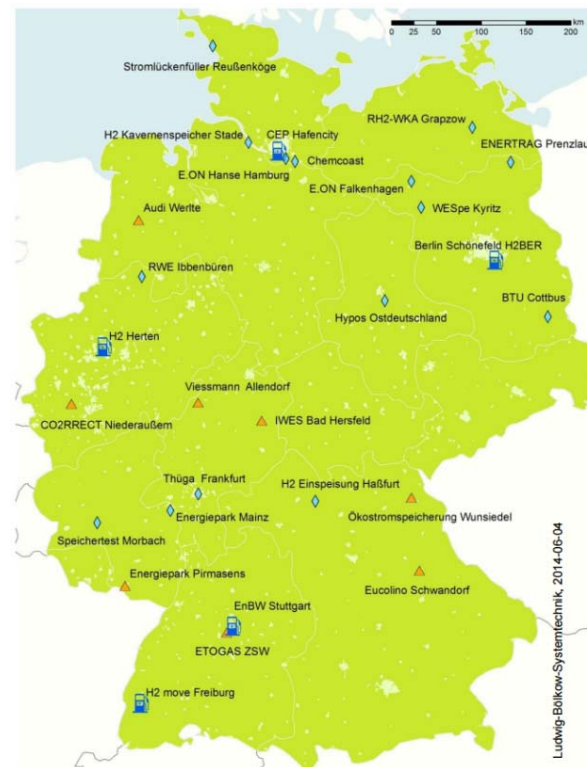 km
0 25 50 100 150 200
Stromlückenfüller Reußenköge
RH2-WKA Grapzow
H2 Kavernenspeicher Stade
CEP Hafencity
ENERTRAG Prenzlau
Chemcoast
E.ON Hanse Hamburg
E.ON Falkenhagen
Audi Werlte
WESpe Kyritz
Berlin Schönefeld H2BER
RWE Ibbenbüren
BTU Cottbus
Hypos Ostdeutschland
H2 Herten
Viessmann Allendorf
CO2RRECT Niederaußem
IWES Bad Hersfeld
Thüga Frankfurt
H2 Einspeisung Haßfurt
Energiepark Mainz
Ökostromspeicherung Wunsiedel
Speichertest Morbach
Energiepark Pirmasens
Eucolino Schwandorf
EnBW Stuttgart
ETOGAS ZSW
H2 move Freiburg
Ludwig-Bölkow-Systemtechnik, 2014-06-04